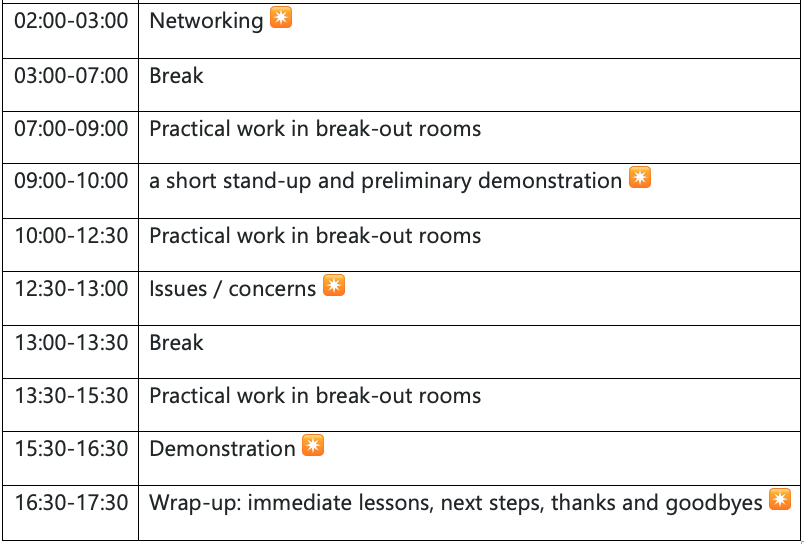 02:00-03:00 Networking ✴️
03:00-07:00 Break
07:00-09:00 Practical work in break-out rooms
09:00-10:00 a short stand-up and preliminary demonstration ✴️
10:00-12:30 Practical work in break-out rooms
12:30-13:00 Issues / concerns ✴️
13:00-13:30 Break
13:30-15:30 Practical work in break-out rooms
15:30-16:30 Demonstration ✴️
16:30-17:30 Wrap-up: immediate lessons, next steps, thanks and goodbyes ✴️